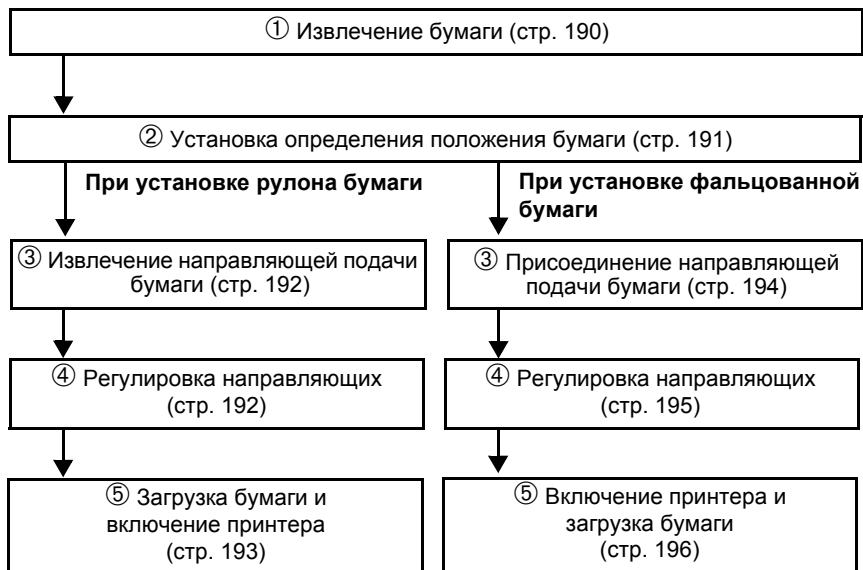 ① Извлечение бумаги (стр. 190)
② Установка определения положения бумаги (стр. 191)
При установке рулона бумаги
③ Извлечение направляющей подачи
бумаги (стр. 192)
④ Регулировка направляющих
(стр. 192)
⑤ Загрузка бумаги и
включение принтера
(стр. 193)
При установке фальцованной
бумаги
③ Присоединение направляющей
подачи бумаги (стр. 194)
④ Регулировка направляющих
(стр. 195)
⑤ Включение принтера и
загрузка бумаги
(стр. 196)